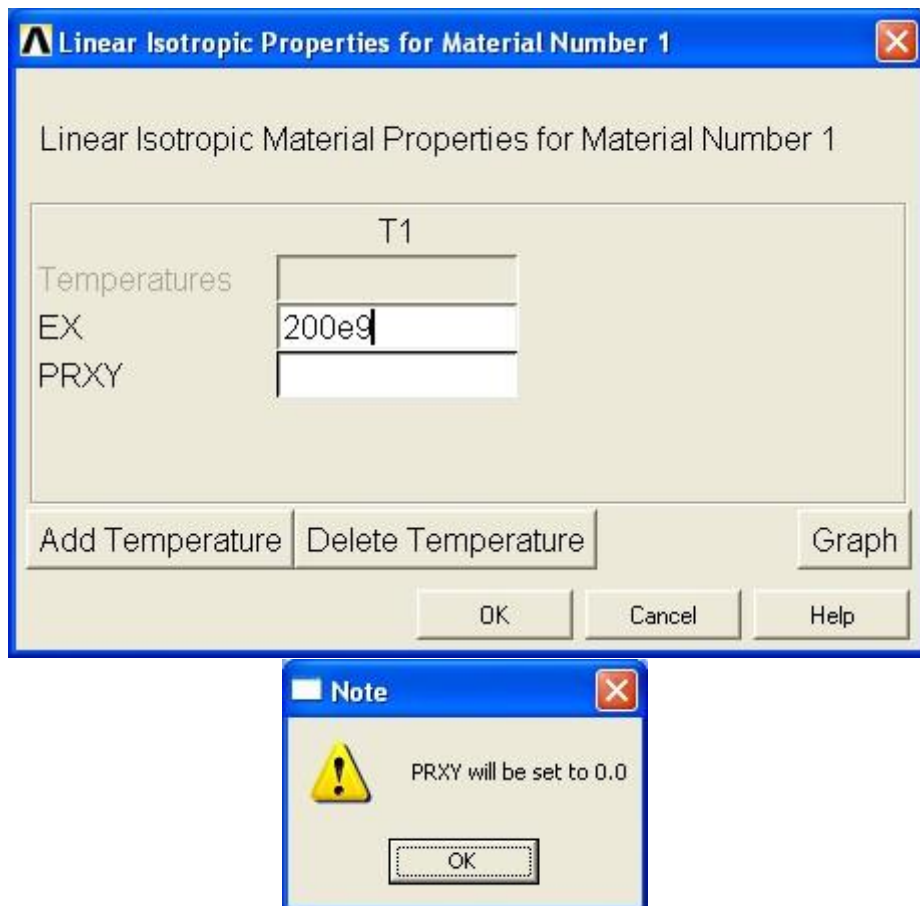 Linear Isotropic Properties for Material Number 1
Linear Isotropic Material Properties for Material Number 1
T1
Temperatures
EX 200e9
PRXY
Add Temperature Delete Temperature Graph
OK Cancel Help
Note
PRXY will be set to 0.0
OK